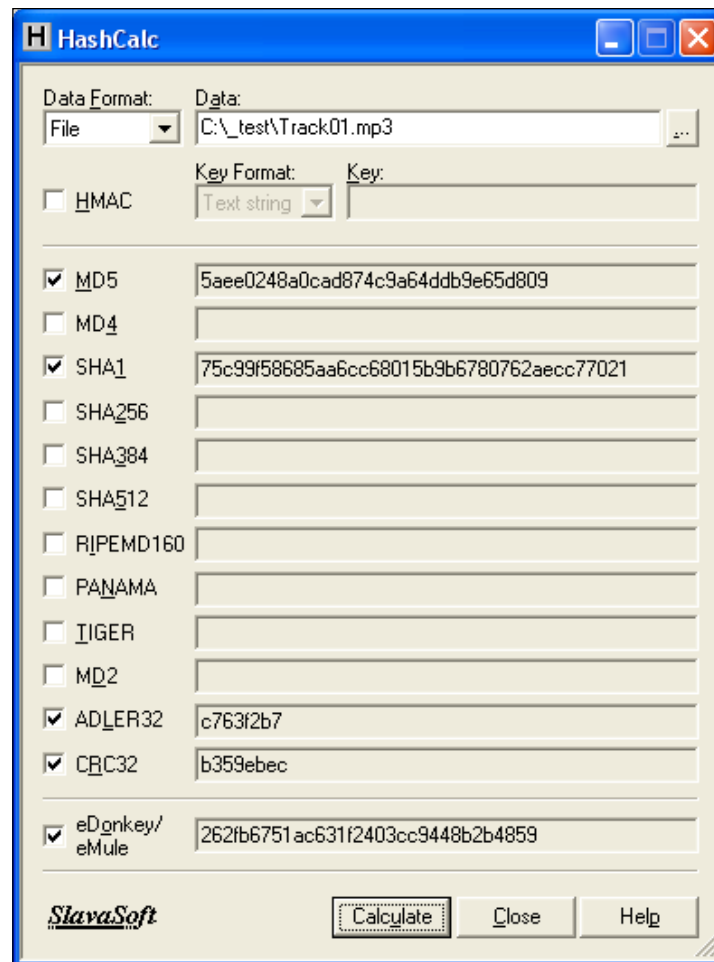 H HashCalc
Data Format: Data:
File C:\_test\Track01.mp3 ...
Key Format: Key:
HMAC Text string
MD5 5aee0248a0cad874c9a64ddb9e65d809
MD4
SHA1 75c99f58685aa6cc68015b9b6780762aecc77021
SHA256
SHA384
SHA512
RIPEMD160
PANAMA
TIGER
MD2
ADLER32 c763f2b7
CRC32 b359ebec
eDonkey/
eMule 262fb6751ac631f2403cc9448b2b4859
SlavaSoft Calculate Close Help